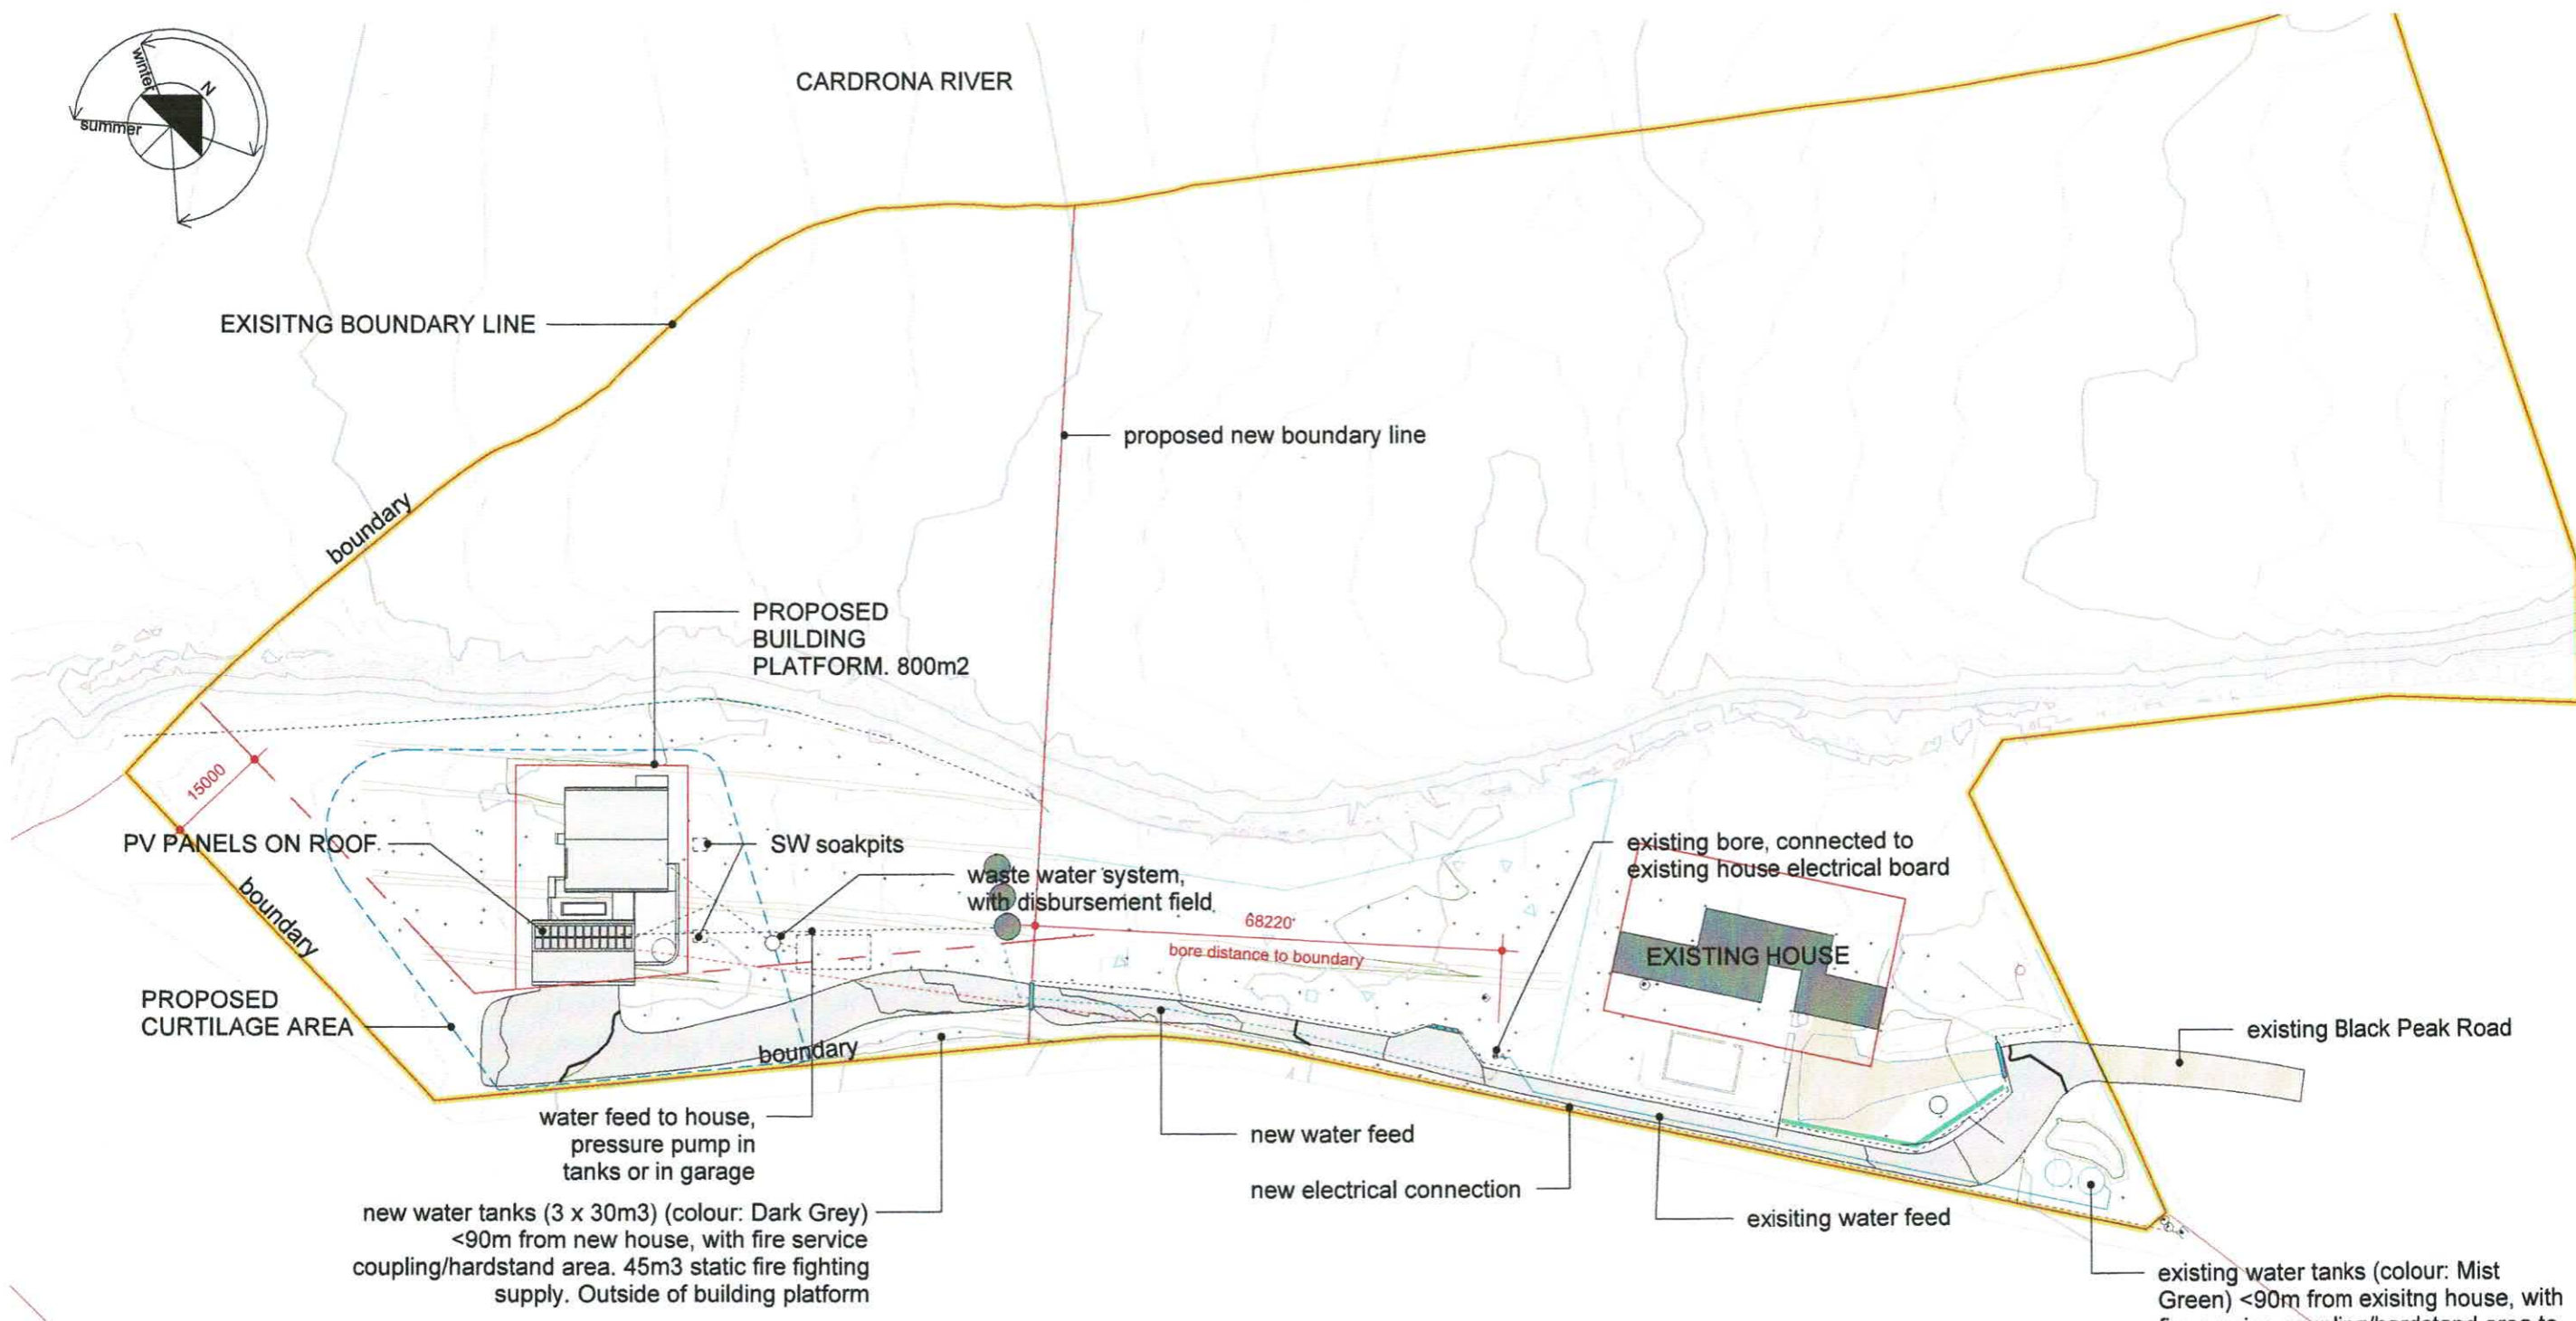 winter
N
summer
CARDRONA RIVER
EXISITNG BOUNDARY LINE
proposed new boundary line
boundary
PROPOSED
BUILDING
PLATFORM. 800m2
15000
PV PANELS ON ROOF.
SW soakpits
existing bore, connected to
existing house electrical board
waste water system,
with disbursement field.
68220
bore distance to boundary
EXISTING HOUSE
boundary
PROPOSED
CURTILAGE AREA
existing Black Peak Road
boundary
water feed to house,
pressure pump in
tanks or in garage
new water feed
new electrical connection
exisiting water feed
new water tanks (3 x 30m3) (colour: Dark Grey)
<90m from new house, with fire service
coupling/hardstand area. 45m3 static fire fighting
supply. Outside of building platform
existing water tanks (colour: Mist
Green) <90m from exisitng house, with